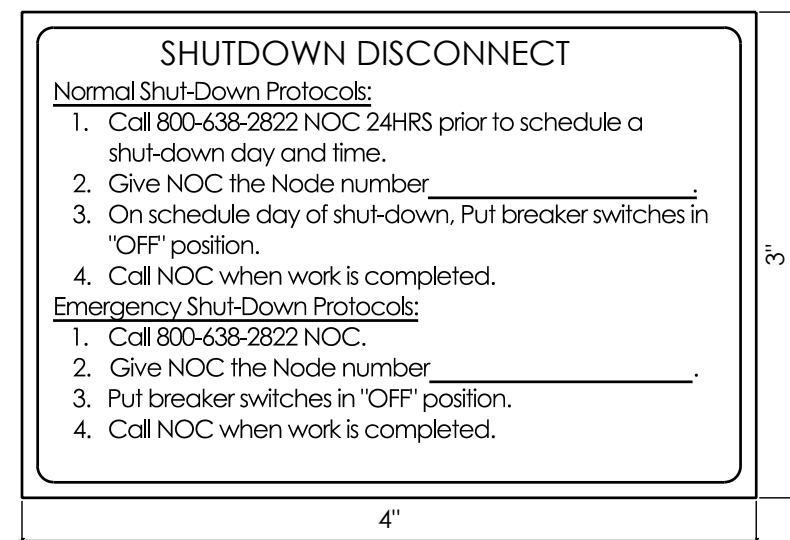 SHUTDOWN DISCONNECT
Normal Shut-Down Protocols:
1. Call 800-638-2822 NOC 24HRS prior to schedule a
shut-down day and time.
2. Give NOC the Node number____________________.
3. On schedule day of shut-down, Put breaker switches in
"OFF" position.
4. Call NOC when work is completed.
Emergency Shut-Down Protocols:
1. Call 800-638-2822 NOC.
2. Give NOC the Node number____________________.
3. Put breaker switches in "OFF" position.
4. Call NOC when work is completed.
3"
4"